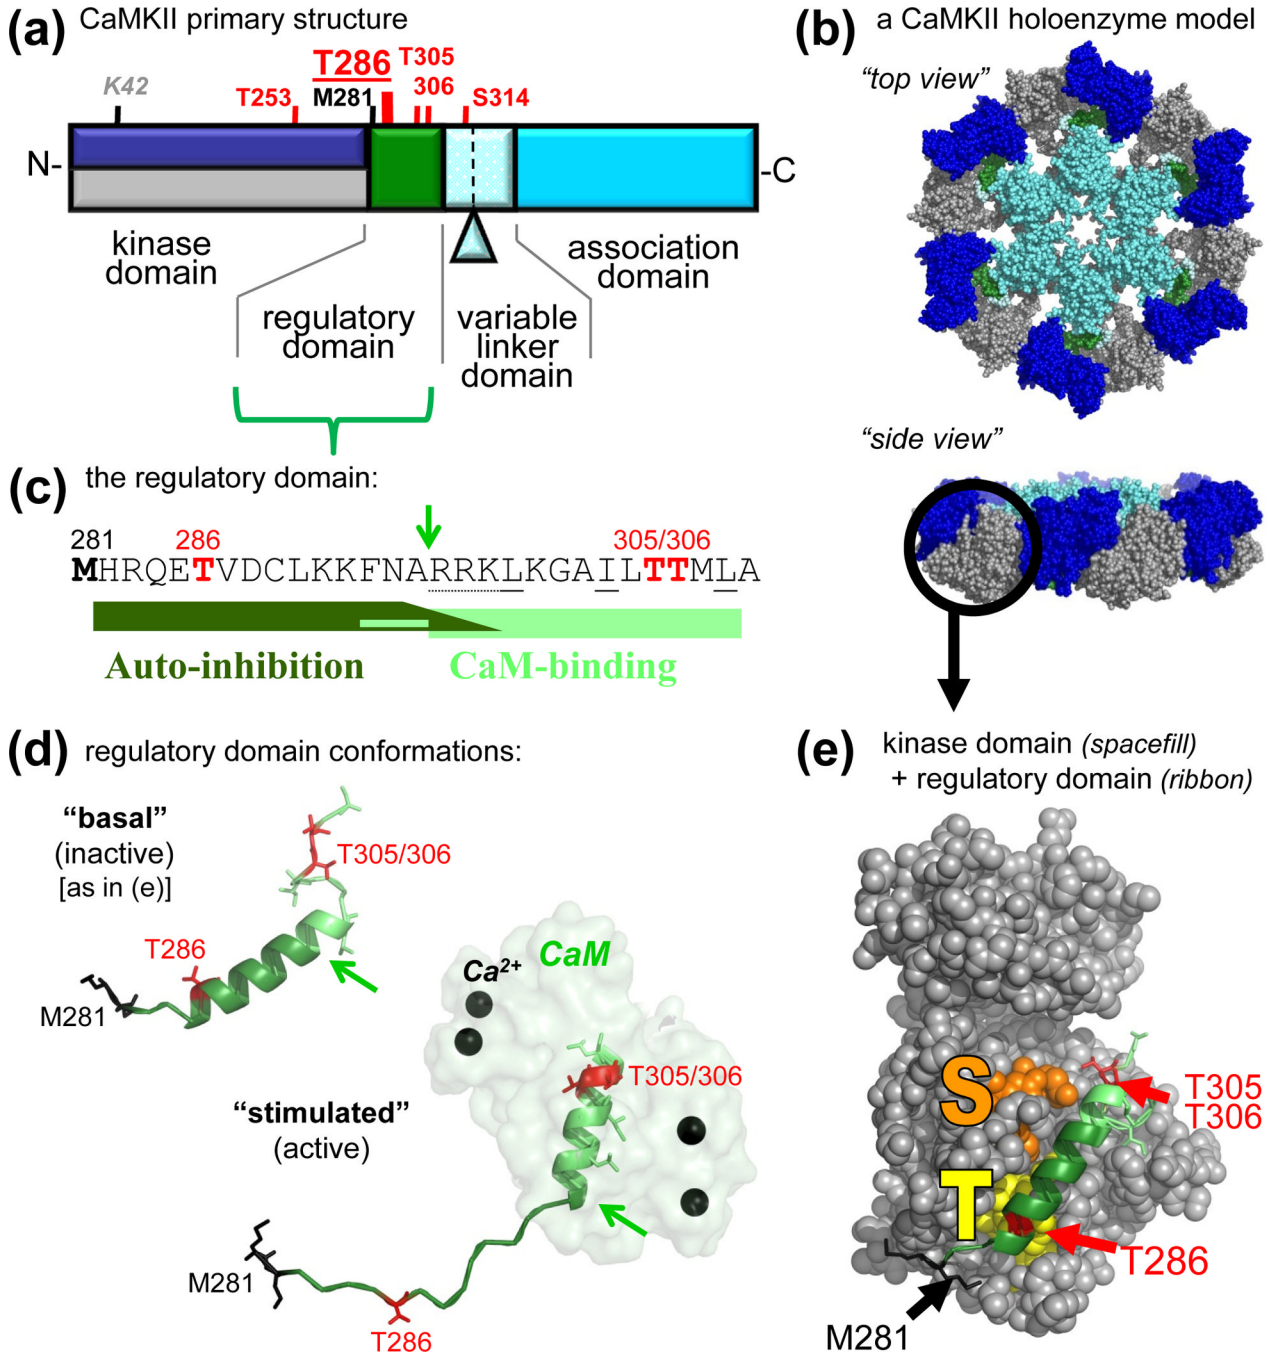 (a) CaMKII primary structure
K42
T253
T286
M281
T305
306
S314
N-
-C
kinase
domain
regulatory
domain
variable
linker
domain
association
domain
(b) a CaMKII holoenzyme model
“top view”
“side view”
(c) the regulatory domain:
281 286 305/306
MHRQETVDCLKKFNARRKLKGAILTTMLA
Auto-inhibition CaM-binding
(d) regulatory domain conformations:
“basal”
(inactive)
[as in (e)]
T305/306
T286
M281
Ca2+
CaM
T305/306
“stimulated”
(active)
M281
T286
(e) kinase domain (spacefill)
+ regulatory domain (ribbon)
S
T
T305
T306
T286
M281